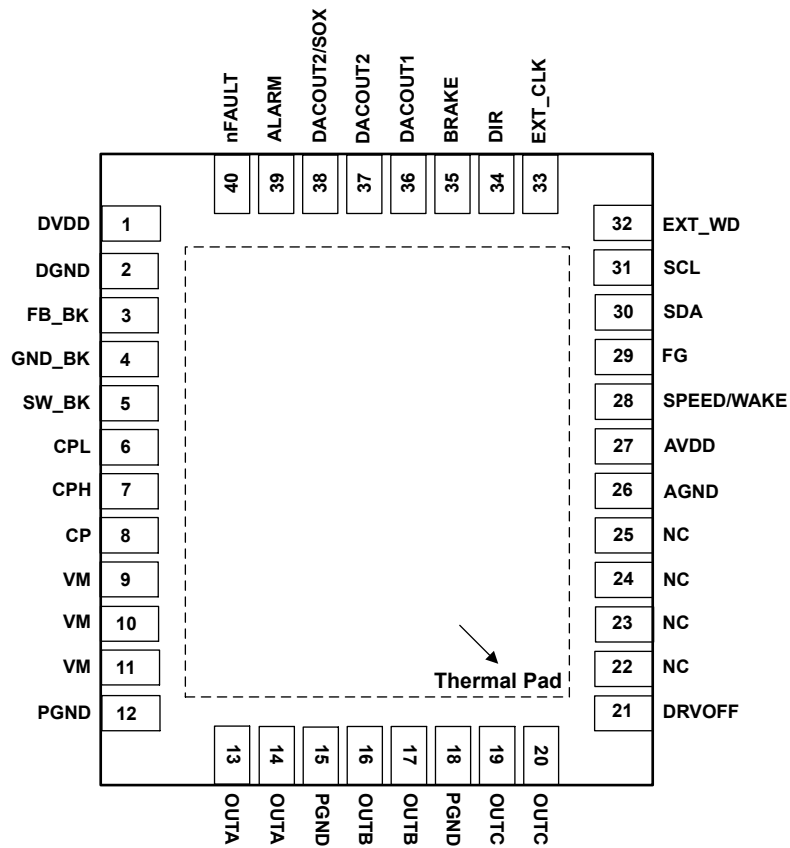 nFAULT
ALARM
DACOUT2/SOX
DACOUT2
DACOUT1
BRAKE
DIR
EXT_CLK
40
39
38
37
36
35
34
33
DVDD 1
DGND 2
FB_BK 3
GND_BK 4
SW_BK 5
CPL 6
CPH 7
CP 8
VM 9
VM 10
VM 11
PGND 12
32 EXT_WD
31 SCL
30 SDA
29 FG
28 SPEED/WAKE
27 AVDD
26 AGND
25 NC
24 NC
23 NC
22 NC
21 DRVOFF
Thermal Pad
13
14
15
16
17
18
19
20
OUTA
OUTA
PGND
OUTB
OUTB
PGND
OUTC
OUTC